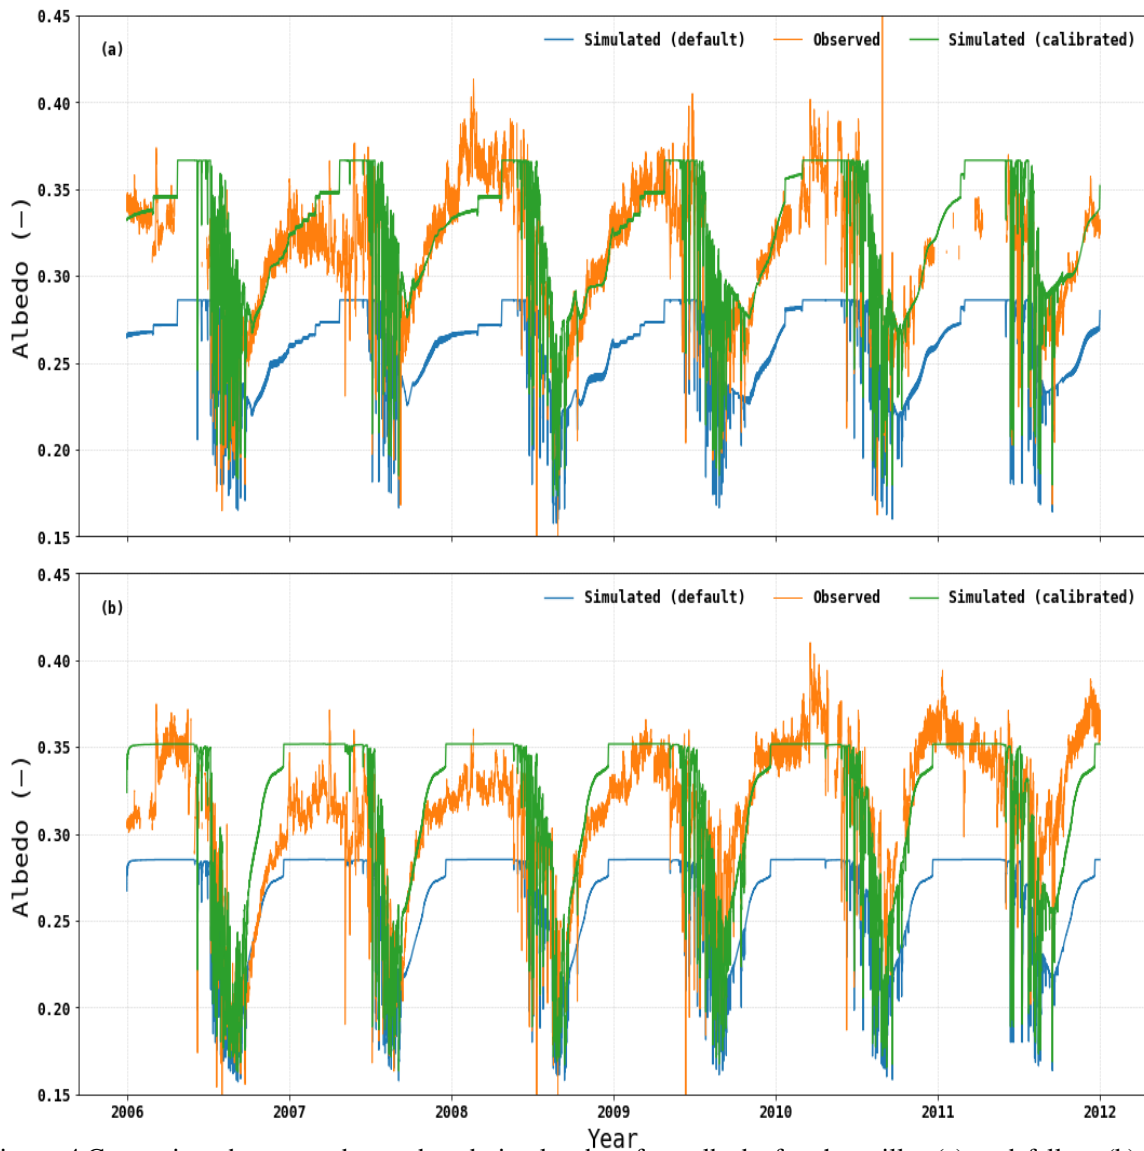 (a)
Simulated (default) Observed Simulated (calibrated)
0.45
0.40
0.35
0.30
0.25
0.20
0.15
Albedo (−)
(b)
Simulated (default) Observed Simulated (calibrated)
0.45
0.40
0.35
0.30
0.25
0.20
0.15
Albedo (−)
2006 2007 2008 2009 2010 2011 2012
Year